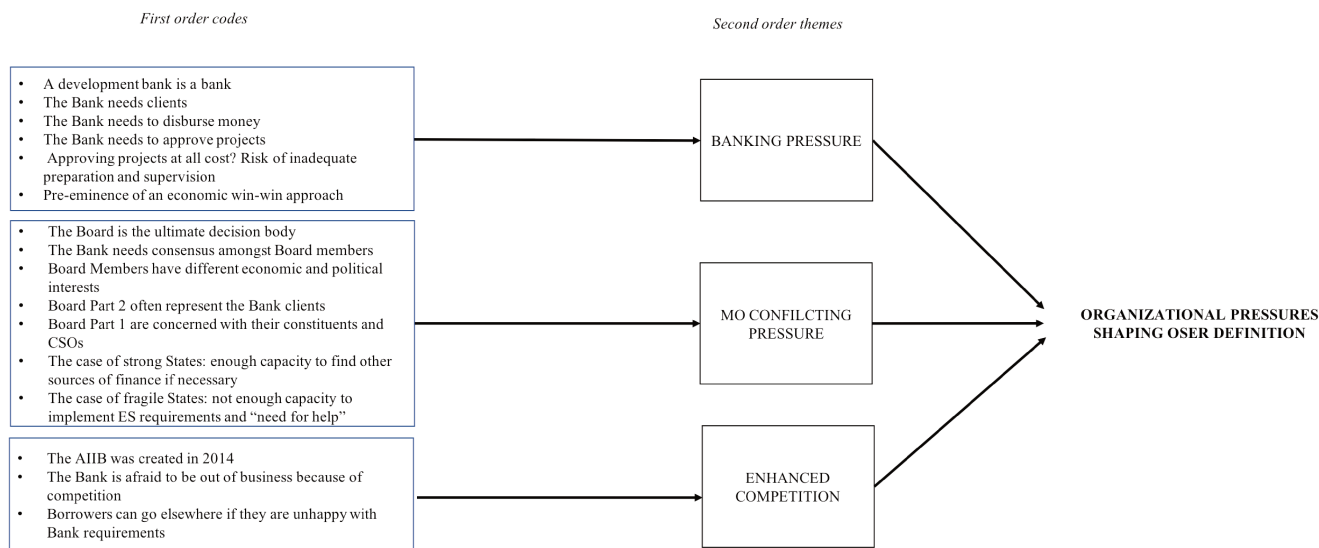 First order codes
Second order themes
• A development bank is a bank
• The Bank needs clients
• The Bank needs to disburse money
• The Bank needs to approve projects
• Approving projects at all cost? Risk of inadequate
preparation and supervision
• Pre-eminence of an economic win-win approach
BANKING PRESSURE
• The Board is the ultimate decision body
• The Bank needs consensus amongst Board members
• Board Members have different economic and political
interests
• Board Part 2 often represent the Bank clients
• Board Part 1 are concerned with their constituents and
CSOs
• The case of strong States: enough capacity to find other
sources of finance if necessary
• The case of fragile States: not enough capacity to
implement ES requirements and “need for help”
MO CONFILCTING
PRESSURE
ORGANIZATIONAL PRESSURES
SHAPING OSER DEFINITION
• The AIIB was created in 2014
• The Bank is afraid to be out of business because of
competition
• Borrowers can go elsewhere if they are unhappy with
Bank requirements
ENHANCED
COMPETITION